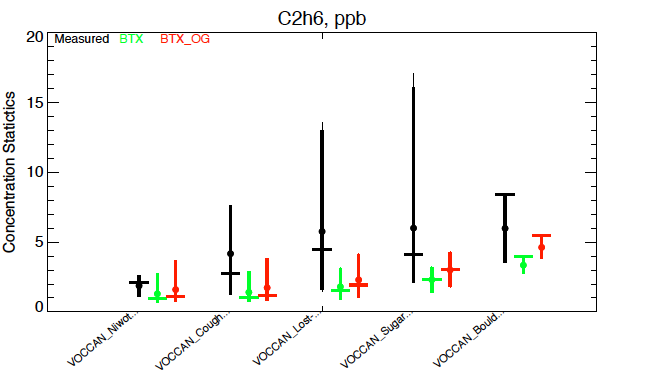 C2h6, ppb
Measured BTX BTX_OG
Concentration Statictics
20
15
10
5
0
VOCCAN_Niwot...
VOCCAN_Cough...
VOCCAN_Lost-...
VOCCAN_Sugar...
VOCCAN_Bould...